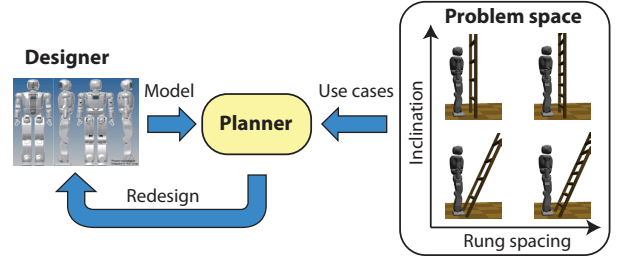 Problem space
Designer
Model
Use cases
Planner
Redesign
Inclination
Rung spacing